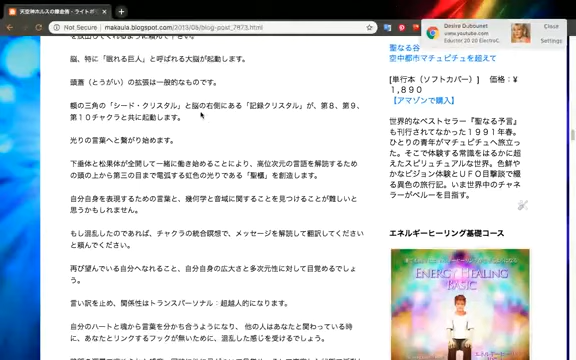 天空神ホルスの錬金術 - ライトボ
Not Secure
makaula.blogspot.com/2013/08/blog-post_7873.html
Desire Dubounet
www.youtube.com
Close
Settings
脳、特に「眠れる巨人」と呼ばれる大脳が起動します。
頭蓋（とうがい）の拡張は一般的なものです。
額の三角の「シード・クリスタル」と脳の右側にある「記録クリスタル」が、第８、第９、
第１０チャクラと共に起動します。
光りの言葉へと繋がり始めます。
下垂体と松果体が全開して一緒に働き始めることにより、高位次元の言語を解読するため
の頭の上から第三の目まで電弧する虹色の光りである「聖櫃」を創造します。
自分自身を表現するための言葉と、幾何学と音域に関することを見つけることが難しいと
思うかもしれません。
もし混乱したのであれば、チャクラの統合瞑想で、メッセージを解読して翻訳してください
と頼んでください。
再び望んでいる自分へなれること、自分自身の広大さと多次元性に対して目覚めるでしょ
う。
言い訳を止め、関係性はトランスパーソナル：超越人的になります。
自分のハートと魂から言葉を分かち合うようになり、 他の人はあなたと関わっている時
に、あなたとリンクするフックが無いために、混乱した感じを受けるでしょう。
聖なる谷
空中都市マチュピチュを超えて
[単行本（ソフトカバー）] 価格：￥
１,８９０
【アマゾンで購入】
世界的なベストセラー『聖なる予言』
も刊行されてなかった１９９１年春。
ひとりの青年がマチュピチュへ旅立っ
た。そこで体験する常識をはるかに超
えたスピリュチュアルな世界。色鮮や
かなビジョン体験とＵＦＯ目撃談で綴
る異色の旅行記。いま世界中のチャネ
ラーがペルーを目指す。
エネルギーヒーリング基礎コース
ENERGY HEALING
BASIC